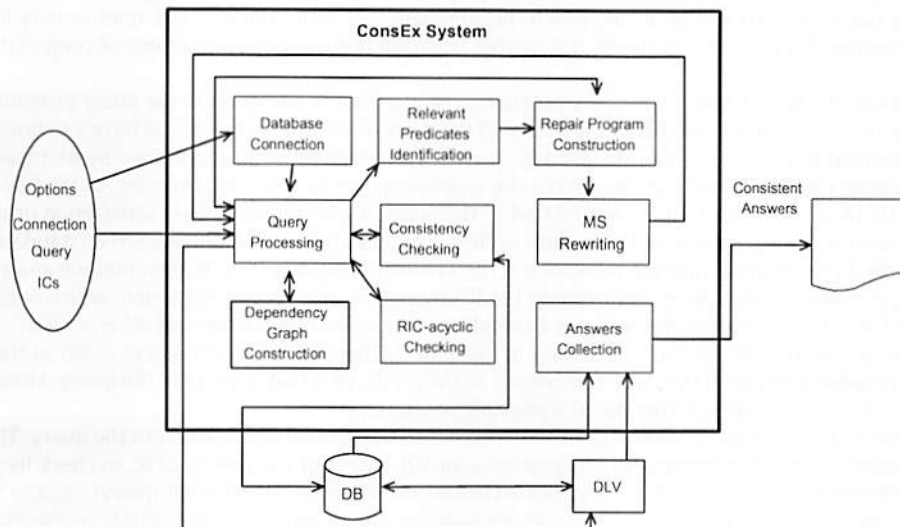 ConsEx System
Database
Connection
Relevant
Predicates
Identification
Repair Program
Construction
Options
Connection
Query
ICs
Query
Processing
Consistency
Checking
MS
Rewriting
Consistent
Answers
Dependency
Graph
Construction
RIC-acyclic
Checking
Answers
Collection
DB
DLV